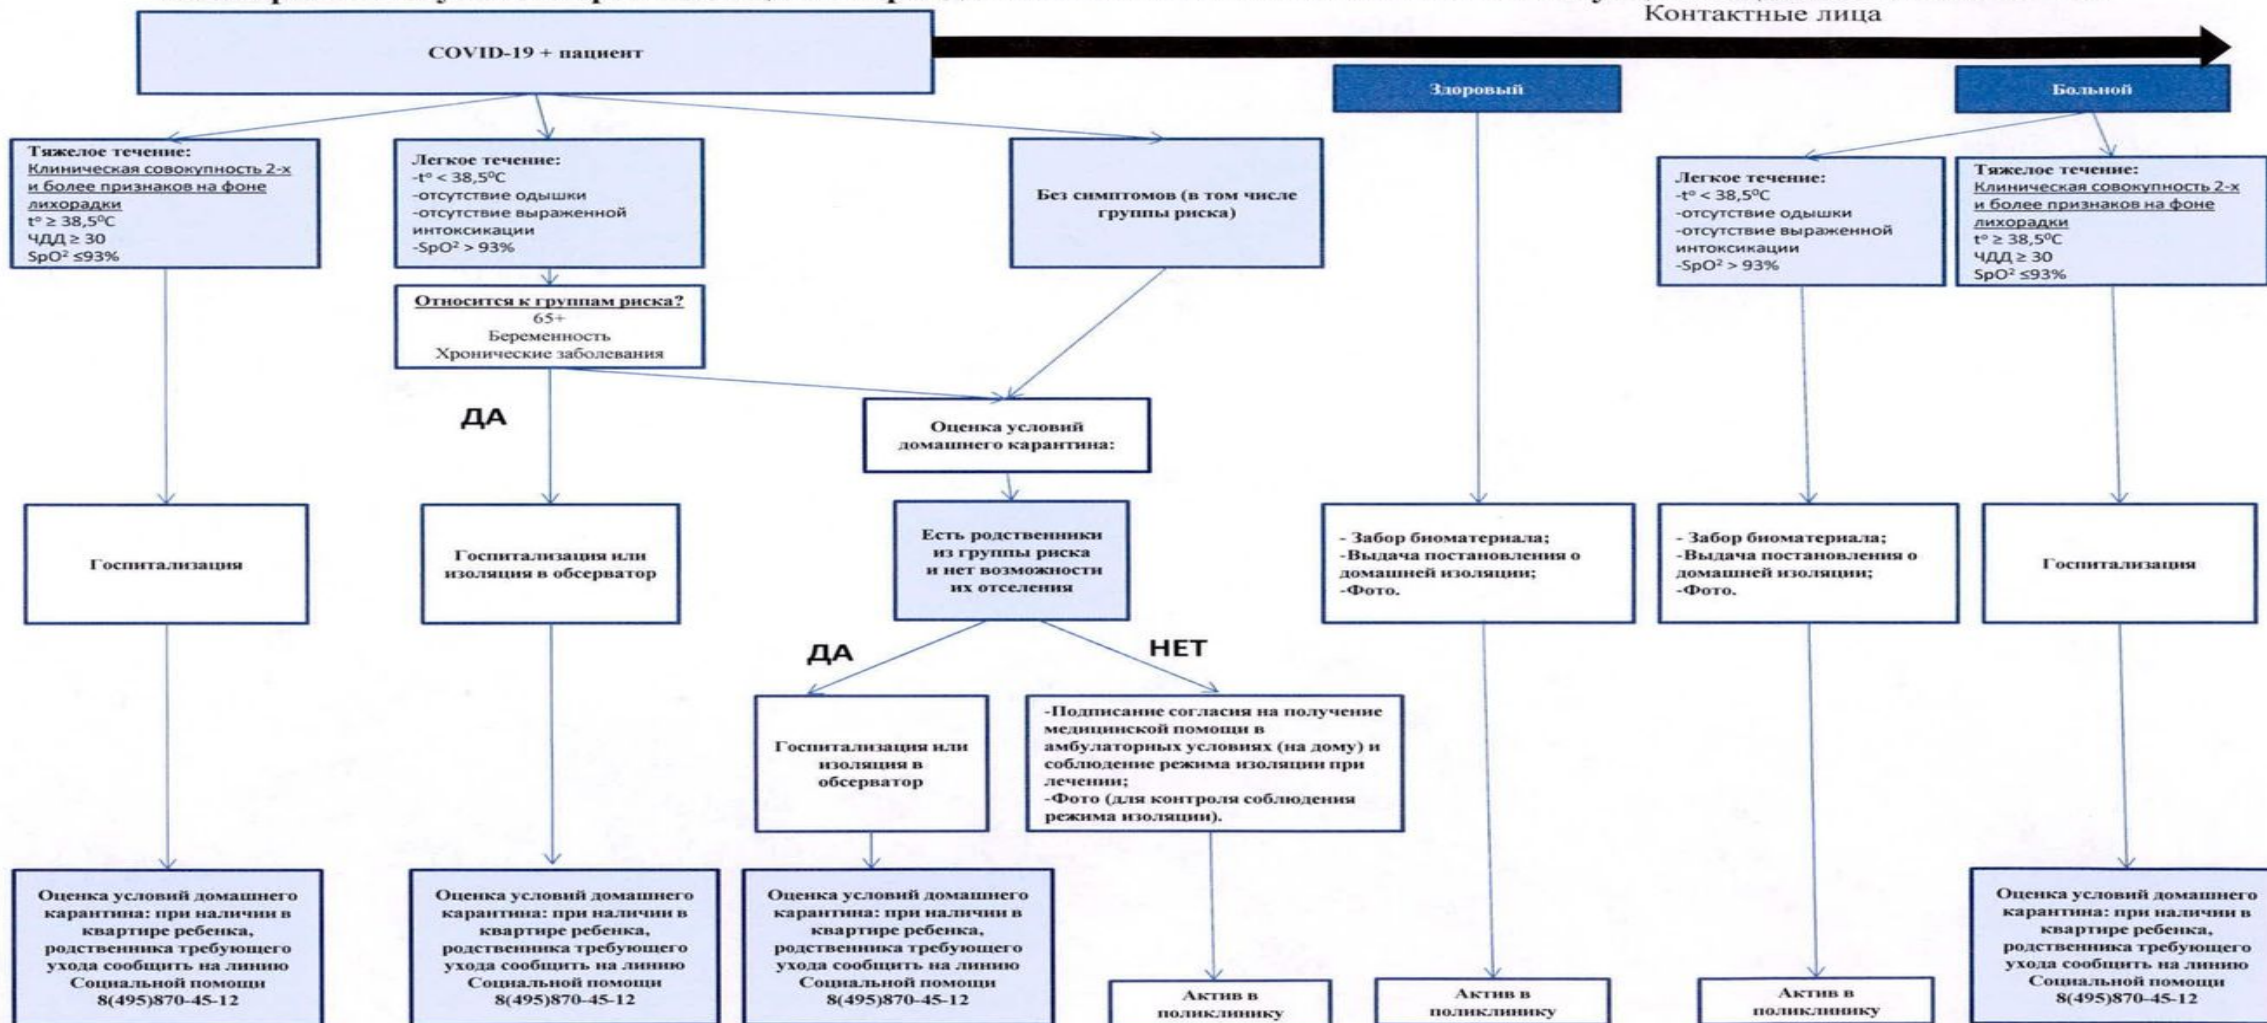 Контактные лица
COVID-19 + пациент
Здоровый
Больной
Тяжелое течение:
Клиническая совокупность 2-х
и более признаков на фоне
лихорадки
t° ≥ 38,5⁰C
ЧДД ≥ 30
SpO² ≤93%
Легкое течение:
-t° < 38,5⁰C
-отсутствие одышки
-отсутствие выраженной
интоксикации
-SpO² > 93%
Без симптомов (в том числе
группы риска)
Легкое течение:
-t° < 38,5⁰C
-отсутствие одышки
-отсутствие выраженной
интоксикации
-SpO² > 93%
Тяжелое течение:
Клиническая совокупность 2-х
и более признаков на фоне
лихорадки
t° ≥ 38,5⁰C
ЧДД ≥ 30
SpO² ≤93%
Относится к группам риска?
65+
Беременность
Хронические заболевания
ДА
Оценка условий
домашнего карантина:
Госпитализация
Госпитализация или
изоляция в обсерватор
Есть родственники
из группы риска
и нет возможности
их отселения
- Забор биоматериала;
-Выдача постановления о
домашней изоляции;
-Фото.
- Забор биоматериала;
-Выдача постановления о
домашней изоляции;
-Фото.
Госпитализация
ДА
НЕТ
Госпитализация или
изоляция в
обсерватор
-Подписание согласия на получение
медицинской помощи в
амбулаторных условиях (на дому) и
соблюдение режима изоляции при
лечении;
-Фото (для контроля соблюдения
режима изоляции).
Оценка условий домашнего
карантина: при наличии в
квартире ребенка,
родственника требующего
ухода сообщить на линию
Социальной помощи
8(495)870-45-12
Оценка условий домашнего
карантина: при наличии в
квартире ребенка,
родственника требующего
ухода сообщить на линию
Социальной помощи
8(495)870-45-12
Оценка условий домашнего
карантина: при наличии в
квартире ребенка,
родственника требующего
ухода сообщить на линию
Социальной помощи
8(495)870-45-12
Актив в
поликлинику
Актив в
поликлинику
Актив в
поликлинику
Оценка условий домашнего
карантина: при наличии в
квартире ребенка,
родственника требующего
ухода сообщить на линию
Социальной помощи
8(495)870-45-12